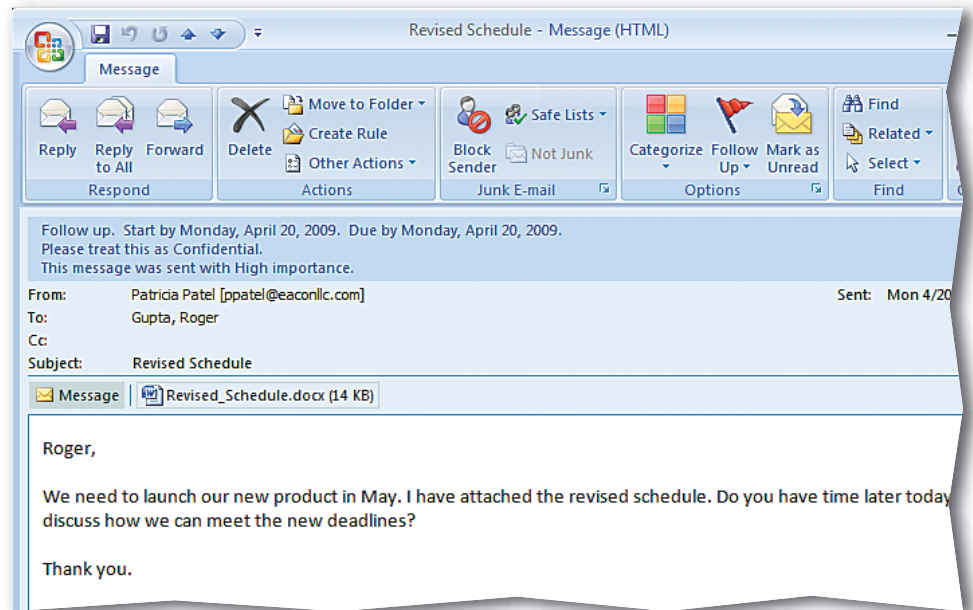 Revised Schedule - Message (HTML)
Message
Reply
Reply to All
Forward
Respond
Delete
Move to Folder
Create Rule
Other Actions
Actions
Block Sender
Safe Lists
Not Junk
Junk E-mail
Categorize
Follow Up
Mark as Unread
Options
Find
Related
Select
Find
Follow up. Start by Monday, April 20, 2009. Due by Monday, April 20, 2009.
Please treat this as Confidential.
This message was sent with High importance.
From: Patricia Patel [ppatel@eaconllc.com] Sent: Mon 4/20
To: Gupta, Roger
Cc:
Subject: Revised Schedule
Message Revised_Schedule.docx (14 KB)
Roger,
We need to launch our new product in May. I have attached the revised schedule. Do you have time later today
discuss how we can meet the new deadlines?
Thank you.